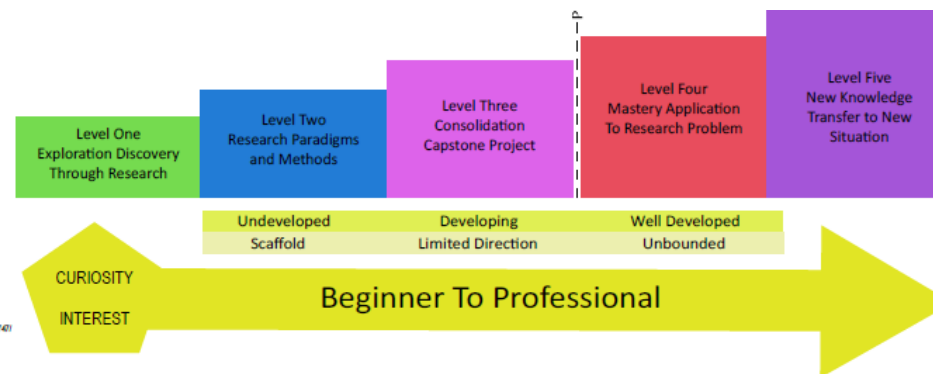 P
Level One
Exploration Discovery
Through Research
Level Two
Research Paradigms
and Methods
Level Three
Consolidation
Capstone Project
Level Four
Mastery Application
To Research Problem
Level Five
New Knowledge
Transfer to New
Situation
Undeveloped
Developing
Well Developed
Scaffold
Limited Direction
Unbounded
CURIOSITY
INTEREST
Beginner To Professional